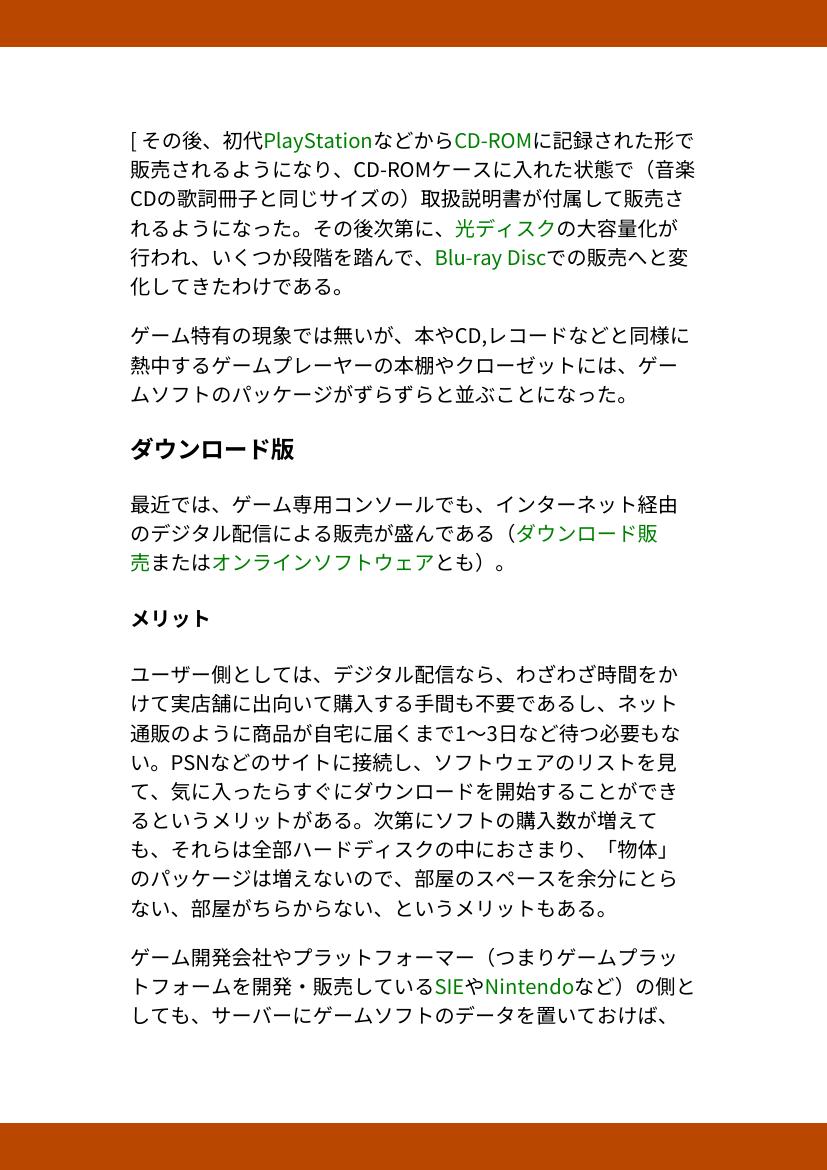 [ その後、初代PlayStationなどからCD-ROMに記録された形で
販売されるようになり、CD-ROMケースに入れた状態で（音楽
CDの歌詞冊子と同じサイズの）取扱説明書が付属して販売さ
れるようになった。その後次第に、光ディスクの大容量化が
行われ、いくつか段階を踏んで、Blu-ray Discでの販売へと変
化してきたわけである。
ゲーム特有の現象では無いが、本やCD,レコードなどと同様に
熱中するゲームプレーヤーの本棚やクローゼットには、ゲー
ムソフトのパッケージがずらずらと並ぶことになった。
ダウンロード版
最近では、ゲーム専用コンソールでも、インターネット経由
のデジタル配信による販売が盛んである（ダウンロード販
売またはオンラインソフトウェアとも）。
メリット
ユーザー側としては、デジタル配信なら、わざわざ時間をか
けて実店舗に出向いて購入する手間も不要であるし、ネット
通販のように商品が自宅に届くまで1〜3日など待つ必要もな
い。PSNなどのサイトに接続し、ソフトウェアのリストを見
て、気に入ったらすぐにダウンロードを開始することができ
るというメリットがある。次第にソフトの購入数が増えて
も、それらは全部ハードディスクの中におさまり、「物体」
のパッケージは増えないので、部屋のスペースを余分にとら
ない、部屋がちらからない、というメリットもある。
ゲーム開発会社やプラットフォーマー（つまりゲームプラッ
トフォームを開発・販売しているSIEやNintendoなど）の側と
しても、サーバーにゲームソフトのデータを置いておけば、